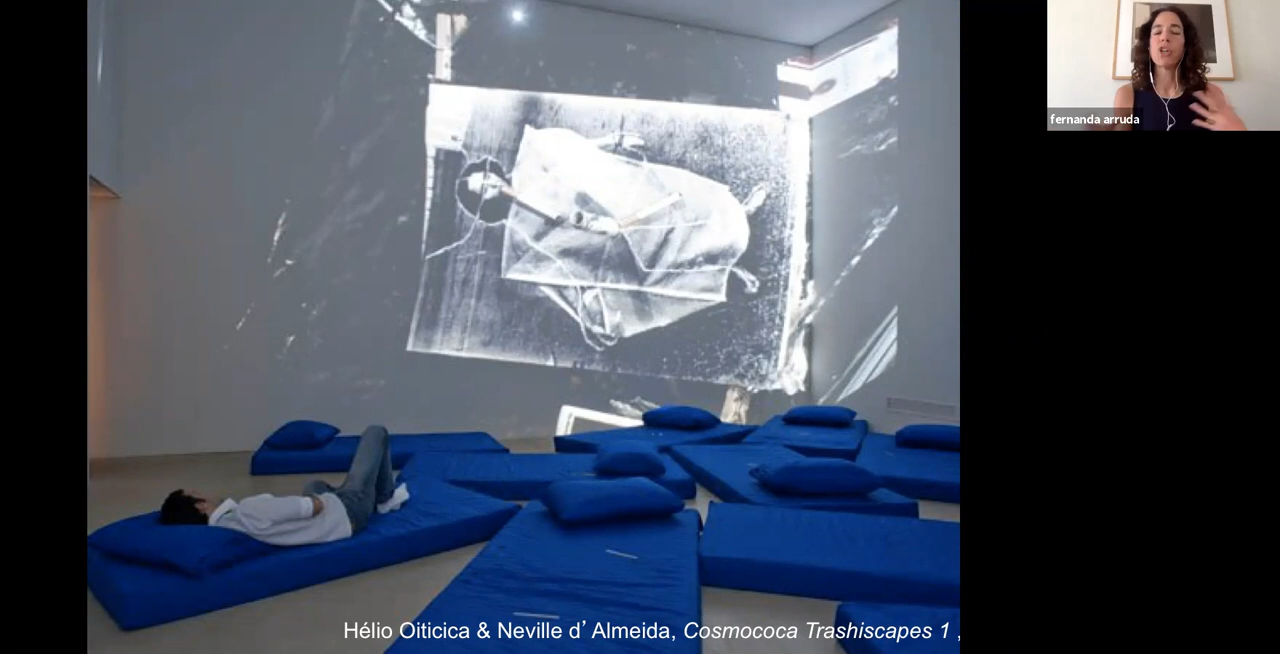 fernanda arruda
Hélio Oiticica & Neville d’ Almeida, Cosmococa Trashiscapes 1 ,